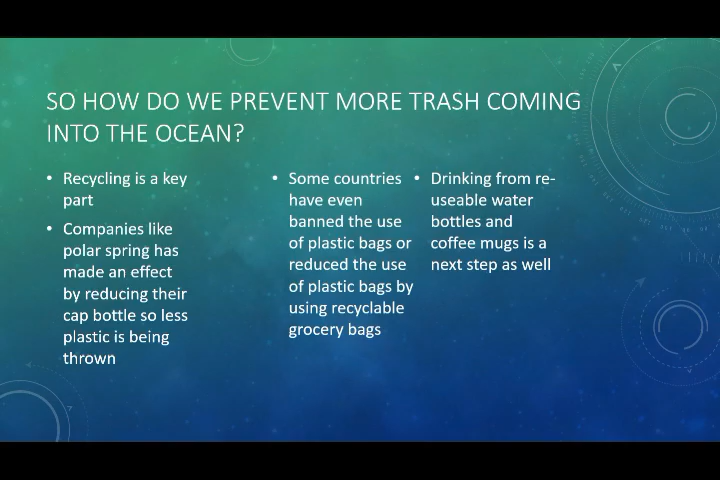 SO HOW DO WE PREVENT MORE TRASH COMING
INTO THE OCEAN?
• Recycling is a key
part
• Companies like
polar spring has
made an effect
by reducing their
cap bottle so less
plastic is being
thrown
• Some countries
have even
banned the use
of plastic bags or
reduced the use
of plastic bags by
using recyclable
grocery bags
• Drinking from re-
useable water
bottles and
coffee mugs is a
next step as well